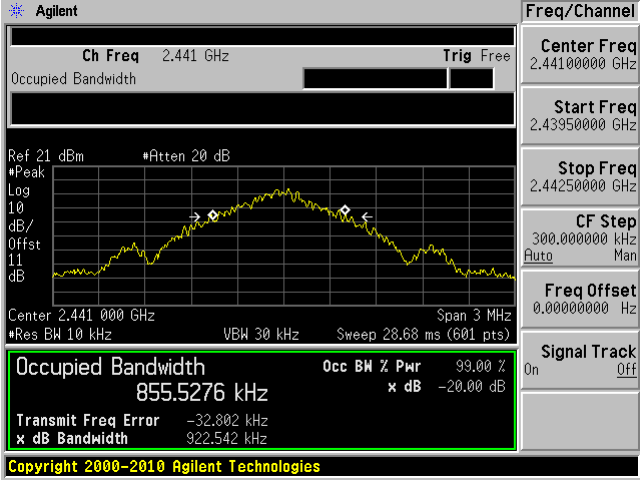 Agilent
Freq/Channel
Ch Freq 2.441 GHz Trig Free
Occupied Bandwidth
Center Freq
2.44100000 GHz
Start Freq
2.43950000 GHz
Stop Freq
2.44250000 GHz
CF Step
300.000000 kHz
Auto Man
Freq Offset
0.00000000 Hz
Signal Track
On Off
Ref 21 dBm #Atten 20 dB
#Peak
Log
10
dB/
Offst
11
dB
Center 2.441 000 GHz Span 3 MHz
#Res BW 10 kHz VBW 30 kHz Sweep 28.68 ms (601 pts)
Occupied Bandwidth
855.5276 kHz
Occ BW % Pwr 99.00 %
x dB -20.00 dB
Transmit Freq Error -32.802 kHz
x dB Bandwidth 922.542 kHz
Copyright 2000-2010 Agilent Technologies